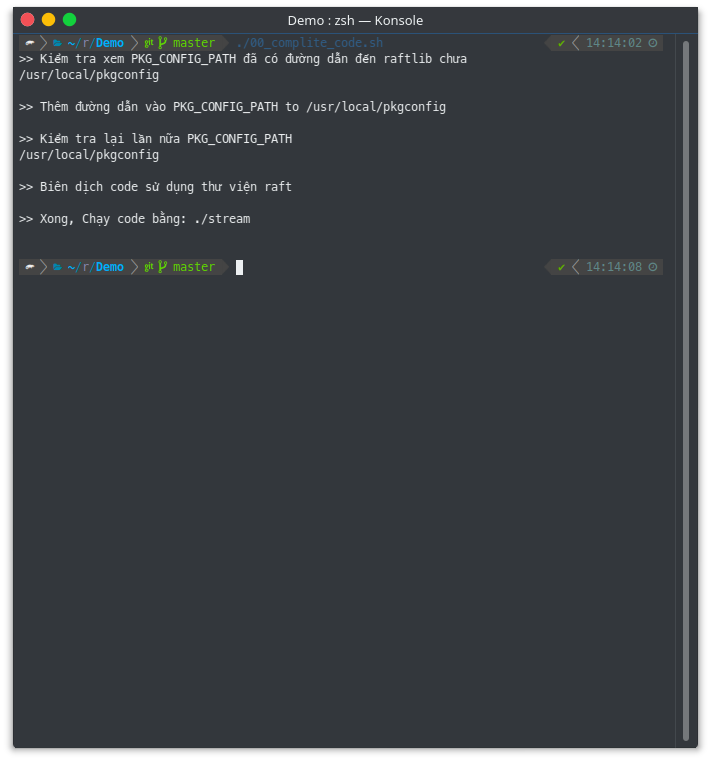 Demo : zsh — Konsole
~/r/Demo git master ./00_complite_code.sh ✔ 14:14:02
>> Kiểm tra xem PKG_CONFIG_PATH đã có đường dẫn đến raftlib chưa
/usr/local/pkgconfig
>> Thêm đường dẫn vào PKG_CONFIG_PATH to /usr/local/pkgconfig
>> Kiểm tra lại lần nữa PKG_CONFIG_PATH
/usr/local/pkgconfig
>> Biên dịch code sử dụng thư viện raft
>> Xong, Chạy code bằng: ./stream
~/r/Demo git master ✔ 14:14:08